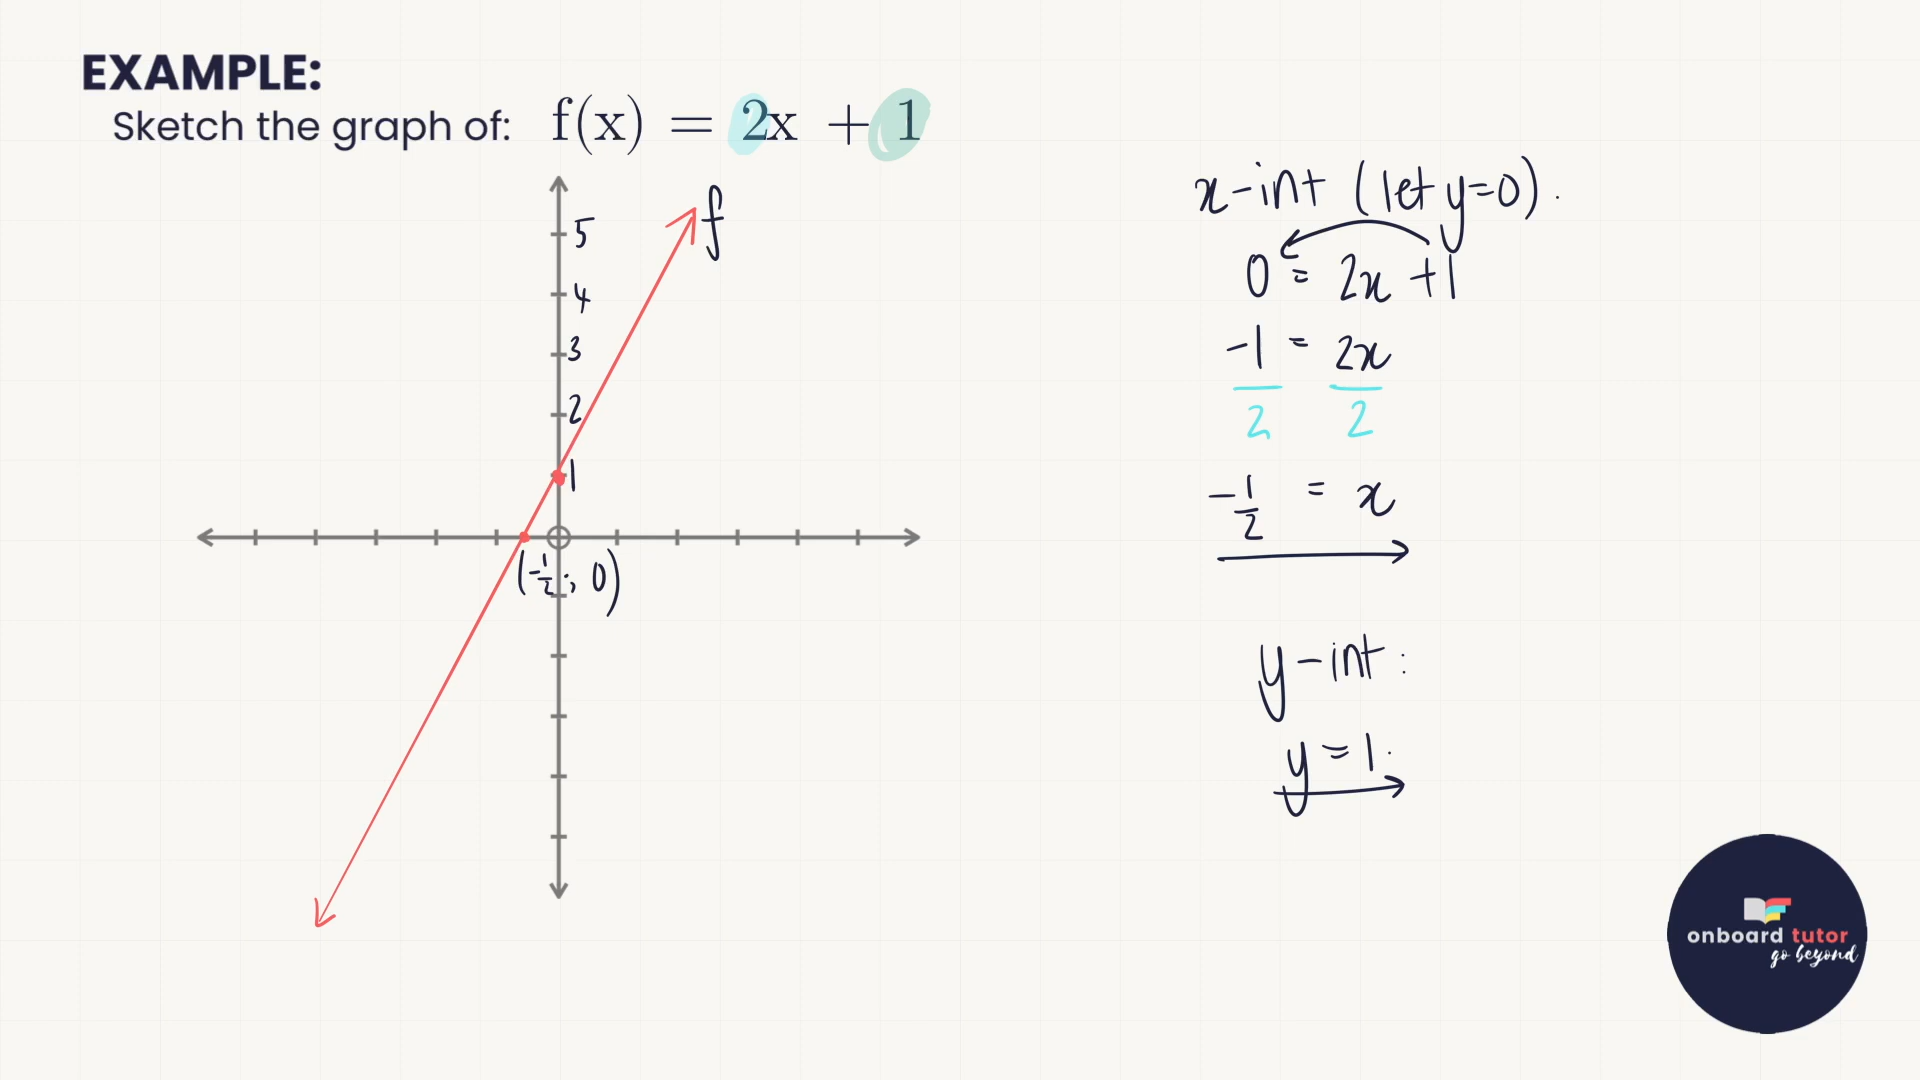 EXAMPLE:
Sketch the graph of: f(x) = 2x + 1
f
5
4
3
2
1
(-1/2 ; 0)
x-int (let y=0).
0 = 2x +1
-1 = 2x
2 2
-1/2 = x
y-int:
y = 1.
onboard tutor
go beyond